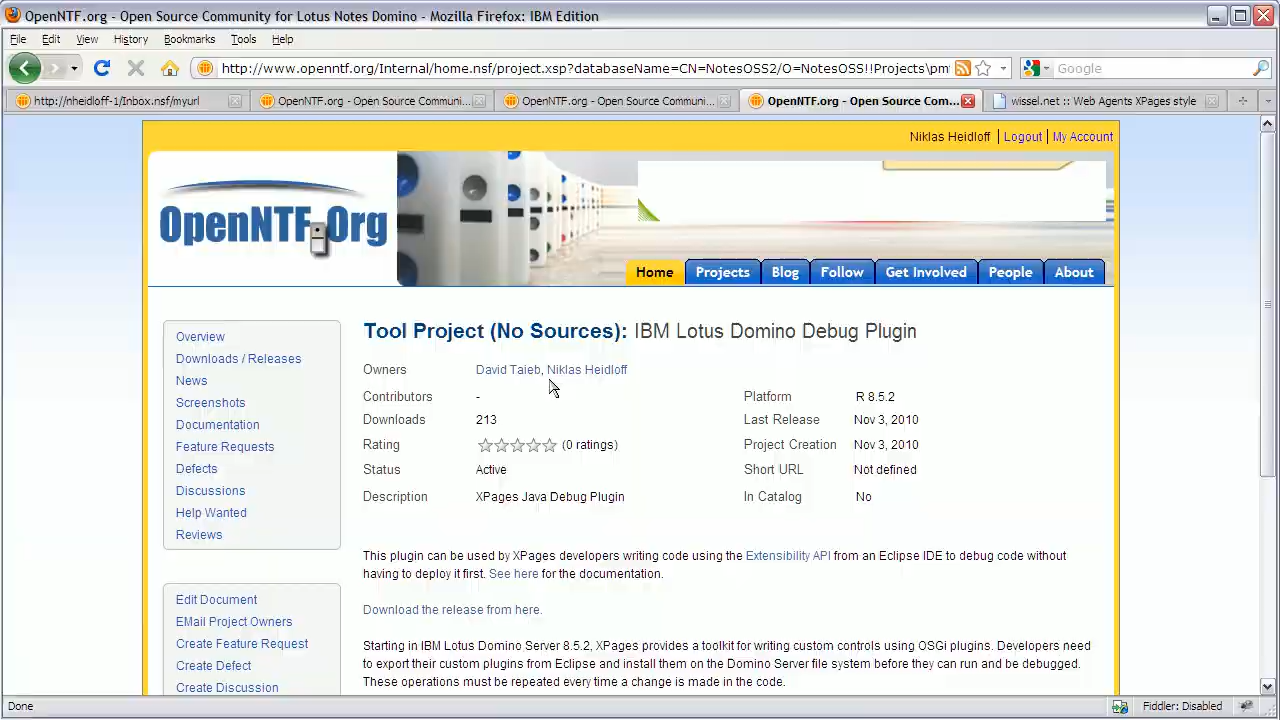 OpenNTF.org - Open Source Community for Lotus Notes Domino - Mozilla Firefox: IBM Edition
File Edit View History Bookmarks Tools Help
http://www.openntf.org/Internal/home.nsf/project.xsp?databaseName=CN=NotesOSS2/O=NotesOSS!!Projects\pm Google
http://nheidloff-1/Inbox.nsf/myurl OpenNTF.org - Open Source Communi... OpenNTF.org - Open Source Communi... OpenNTF.org - Open Source Com... wissel.net :: Web Agents XPages style
Niklas Heidloff | Logout | My Account
OpenNTF.Org
Home Projects Blog Follow Get Involved People About
Overview
Downloads / Releases
News
Screenshots
Documentation
Feature Requests
Defects
Discussions
Help Wanted
Reviews
Edit Document
EMail Project Owners
Create Feature Request
Create Defect
Create Discussion
Tool Project (No Sources): IBM Lotus Domino Debug Plugin
Owners David Taieb, Niklas Heidloff
Contributors - Platform R 8.5.2
Downloads 213 Last Release Nov 3, 2010
Rating (0 ratings) Project Creation Nov 3, 2010
Status Active Short URL Not defined
Description XPages Java Debug Plugin In Catalog No
This plugin can be used by XPages developers writing code using the Extensibility API from an Eclipse IDE to debug code without
having to deploy it first. See here for the documentation.
Download the release from here.
Starting in IBM Lotus Domino Server 8.5.2, XPages provides a toolkit for writing custom controls using OSGi plugins. Developers need
to export their custom plugins from Eclipse and install them on the Domino Server file system before they can run and be debugged.
These operations must be repeated every time a change is made in the code.
Done Fiddler: Disabled